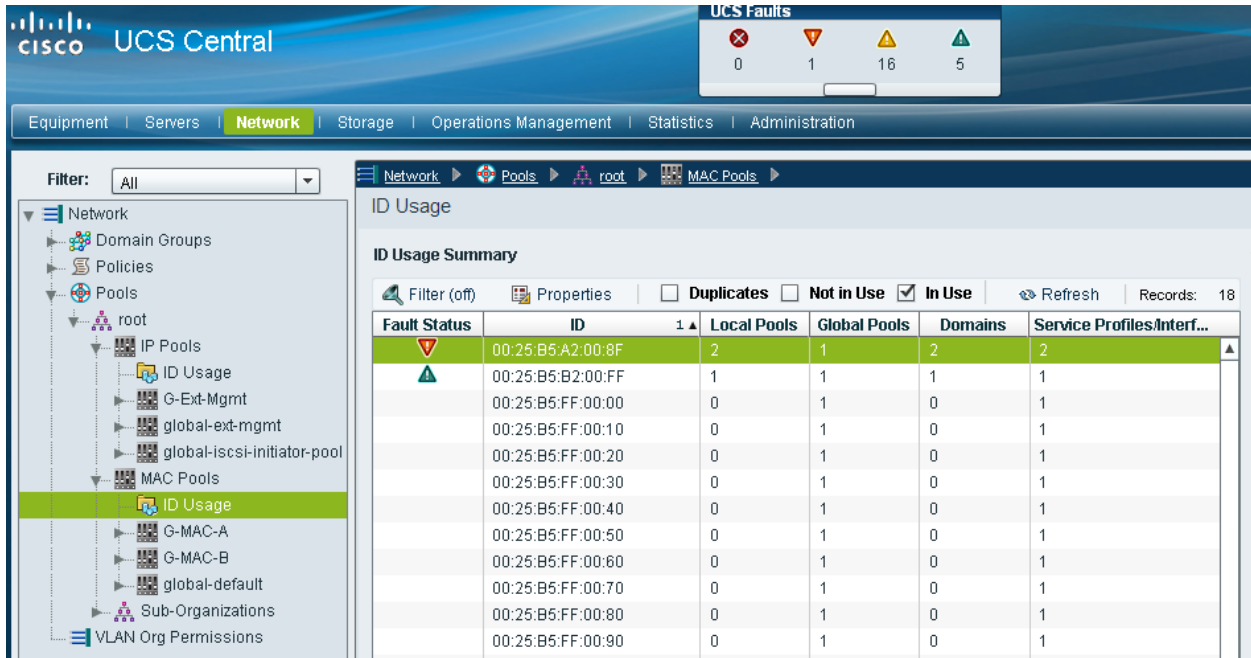 UCS Faults
CISCO UCS Central
0 1 16 5
Equipment | Servers | Network | Storage | Operations Management | Statistics | Administration
Filter: All
Network
Domain Groups
Policies
Pools
root
IP Pools
ID Usage
G-Ext-Mgmt
global-ext-mgmt
global-iscsi-initiator-pool
MAC Pools
ID Usage
G-MAC-A
G-MAC-B
global-default
Sub-Organizations
VLAN Org Permissions
Network Pools root MAC Pools
ID Usage
ID Usage Summary
Filter (off) Properties Duplicates Not in Use In Use Refresh Records: 18
Fault Status ID 1 Local Pools Global Pools Domains Service Profiles/Interf...
00:25:B5:A2:00:8F 2 1 2 2
00:25:B5:B2:00:FF 1 1 1 1
00:25:B5:FF:00:00 0 1 0 1
00:25:B5:FF:00:10 0 1 0 1
00:25:B5:FF:00:20 0 1 0 1
00:25:B5:FF:00:30 0 1 0 1
00:25:B5:FF:00:40 0 1 0 1
00:25:B5:FF:00:50 0 1 0 1
00:25:B5:FF:00:60 0 1 0 1
00:25:B5:FF:00:70 0 1 0 1
00:25:B5:FF:00:80 0 1 0 1
00:25:B5:FF:00:90 0 1 0 1